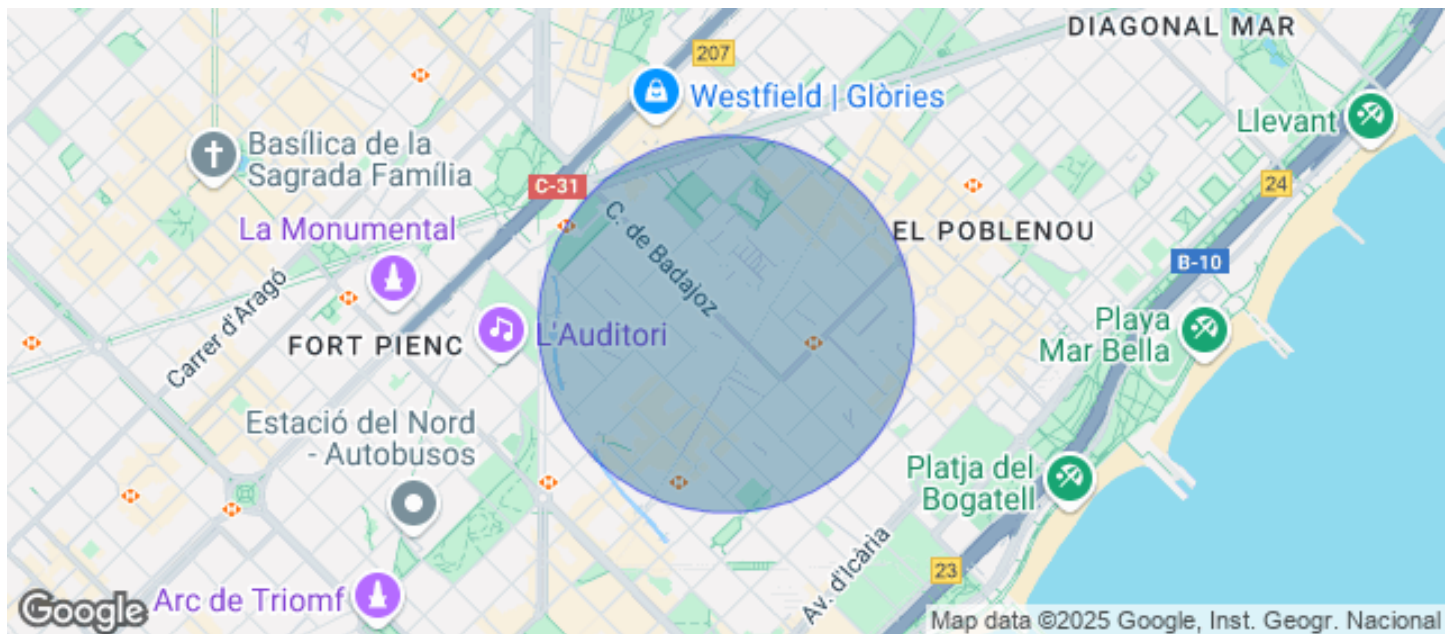 DIAGONAL MAR
207
Westfield | Glòries
Llevant
Basílica de la
Sagrada Família
C-31
24
La Monumental
C. de Badajoz
EL POBLENOU
B-10
Carrer d'Aragó
FORT PIENC
L'Auditori
Playa
Mar Bella
Estació del Nord
- Autobusos
Platja del
Bogatell
Av. d'Icària
23
Arc de Triomf
Google
Map data ©2025 Google, Inst. Geogr. Nacional